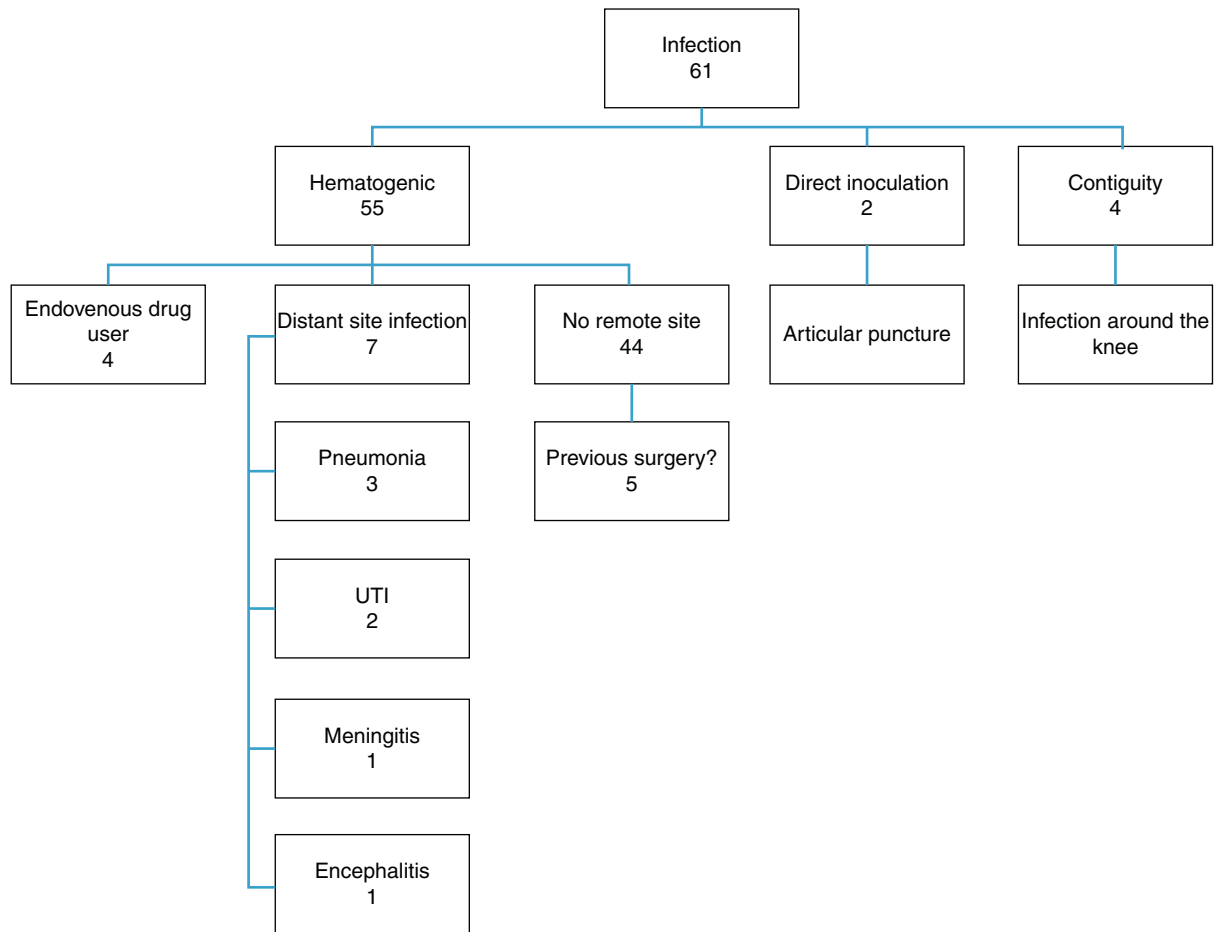 Infection
61
Hematogenic
55
Direct inoculation
2
Contiguity
4
Endovenous drug
user
4
Distant site infection
7
No remote site
44
Articular puncture
Infection around the
knee
Pneumonia
3
Previous surgery?
5
UTI
2
Meningitis
1
Encephalitis
1